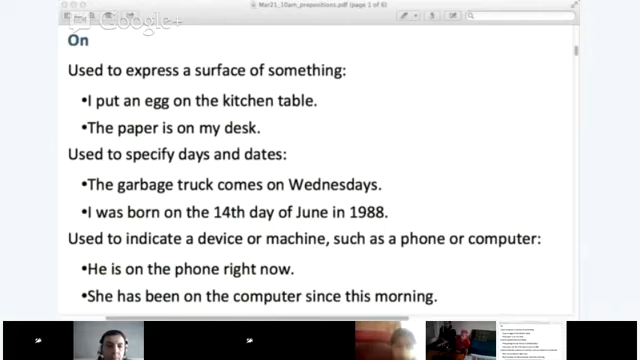 Mar21_10am_prepositions.pdf (page 1 of 6)
Google+
On
Used to express a surface of something:
•I put an egg on the kitchen table.
•The paper is on my desk.
Used to specify days and dates:
•The garbage truck comes on Wednesdays.
•I was born on the 14th day of June in 1988.
Used to indicate a device or machine, such as a phone or computer:
•He is on the phone right now.
•She has been on the computer since this morning.